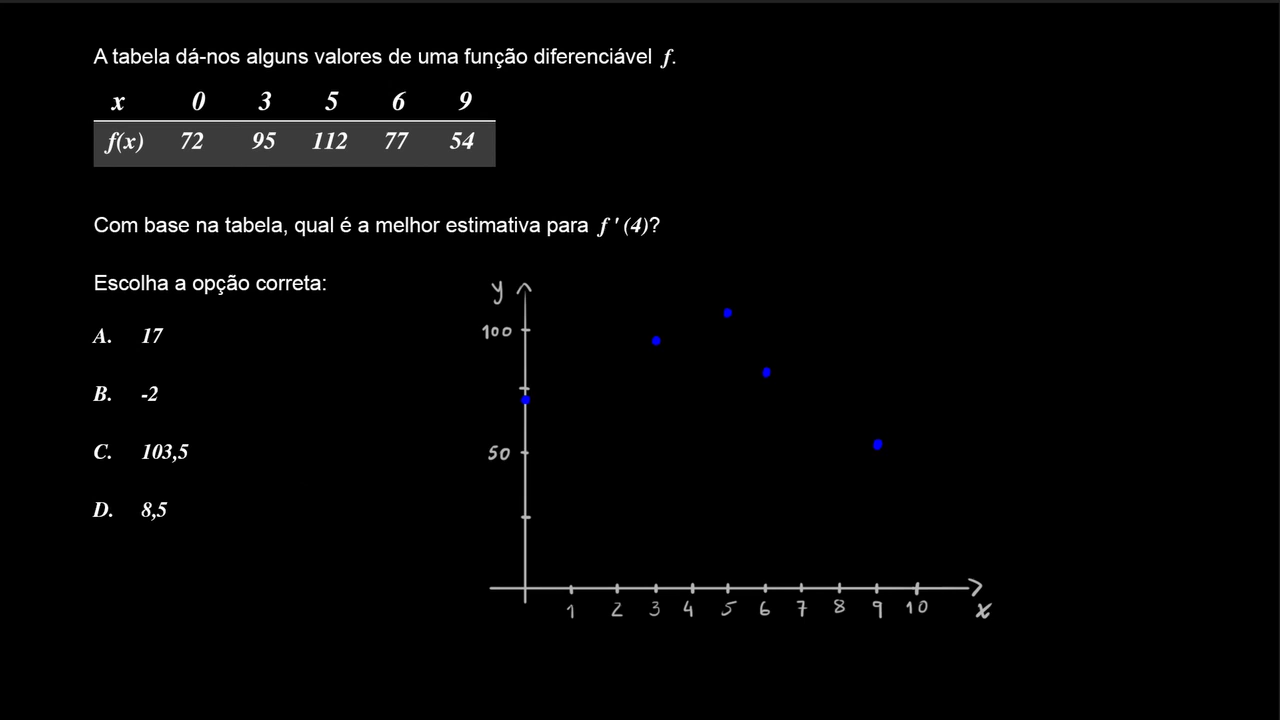 A tabela dá-nos alguns valores de uma função diferenciável f.
x 0 3 5 6 9
f(x) 72 95 112 77 54
Com base na tabela, qual é a melhor estimativa para f ' (4)?
Escolha a opção correta:
A. 17
B. -2
C. 103,5
D. 8,5
y
100
50
1 2 3 4 5 6 7 8 9 10 x